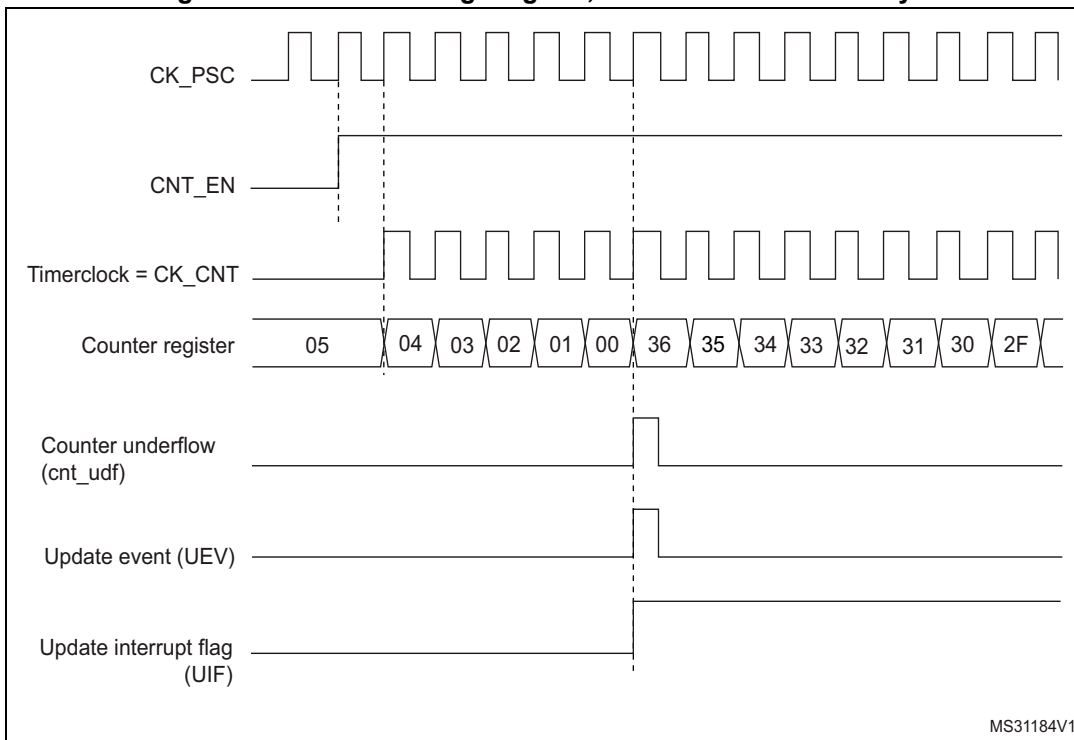 CK_PSC
CNT_EN
Timerclock = CK_CNT
Counter register 05 04 03 02 01 00 36 35 34 33 32 31 30 2F
Counter underflow
(cnt_udf)
Update event (UEV)
Update interrupt flag
(UIF)
MS31184V1